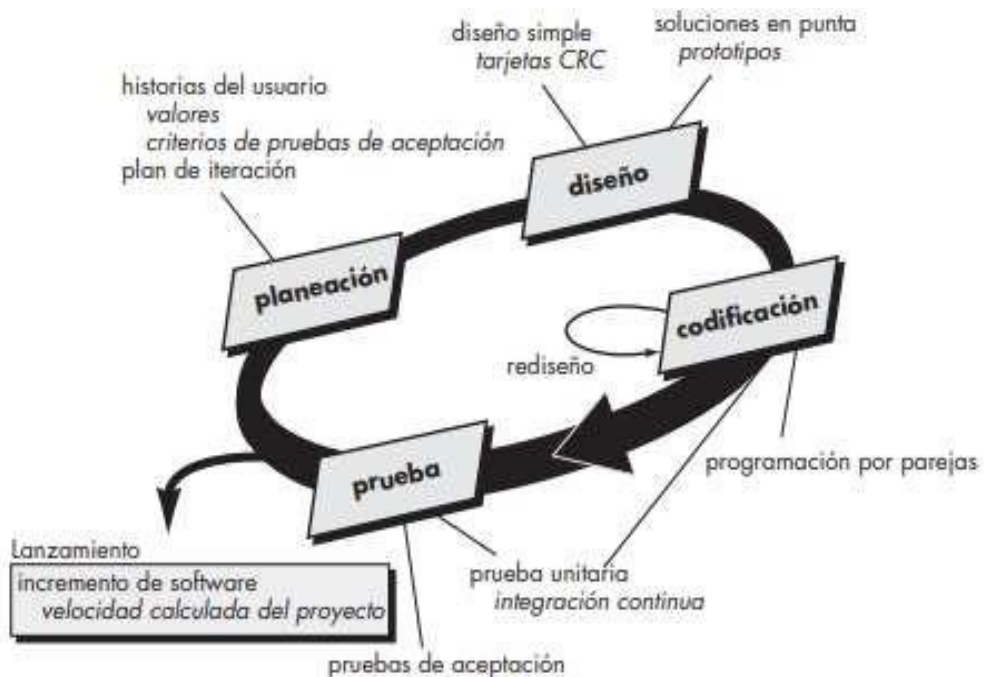 diseño simple
tarjetas CRC
soluciones en punta
prototipos
historias del usuario
valores
criterios de pruebas de aceptación
plan de iteración
diseño
planeación
codificación
rediseño
programación por parejas
prueba
prueba unitaria
integración continua
pruebas de aceptación
Lanzamiento
incremento de software
velocidad calculada del proyecto